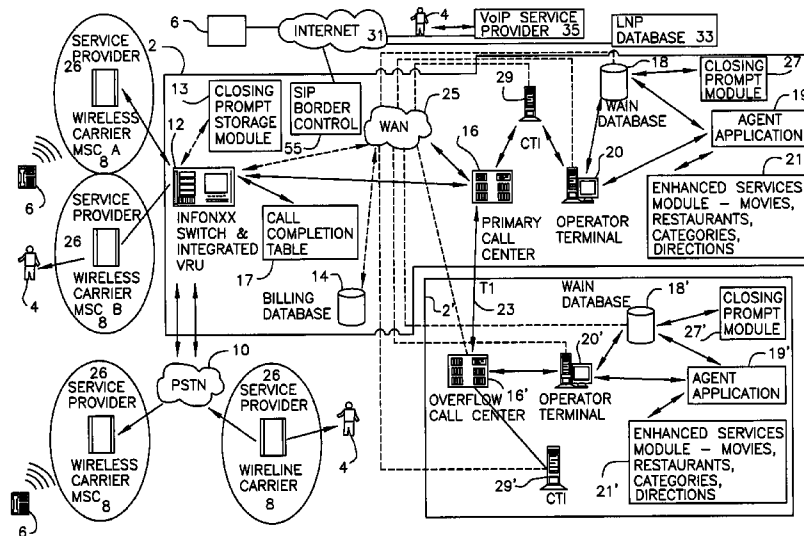 6
INTERNET
31
4
VoIP SERVICE
PROVIDER 35
LNP
DATABASE 33
2
SERVICE
PROVIDER
26
WIRELESS
CARRIER
MSC A
8
6
13
CLOSING
PROMPT
STORAGE
MODULE
SIP
BORDER
CONTROL
55
25
WAN
29
CTI
18
WAIN
DATABASE
CLOSING
PROMPT
MODULE
27
19
AGENT
APPLICATION
12
16
20
21
INFONXX
SWITCH &
INTEGRATED
VRU
PRIMARY
CALL
CENTER
OPERATOR
TERMINAL
ENHANCED SERVICES
MODULE – MOVIES,
RESTAURANTS,
CATEGORIES,
DIRECTIONS
SERVICE
PROVIDER
26
WIRELESS
CARRIER
MSC B
8
4
CALL
COMPLETION
TABLE
17
14
BILLING DATABASE
T1
2'
23
WAIN
DATABASE
18'
CLOSING
PROMPT
MODULE
27'
20'
19'
OVERFLOW
CALL CENTER
16'
OPERATOR
TERMINAL
AGENT
APPLICATION
ENHANCED SERVICES
MODULE – MOVIES,
RESTAURANTS,
CATEGORIES,
DIRECTIONS
21'
29'
CTI
10
PSTN
26
SERVICE
PROVIDER
WIRELESS
CARRIER
MSC 8
6
26
SERVICE
PROVIDER
WIRELINE
CARRIER
8
4